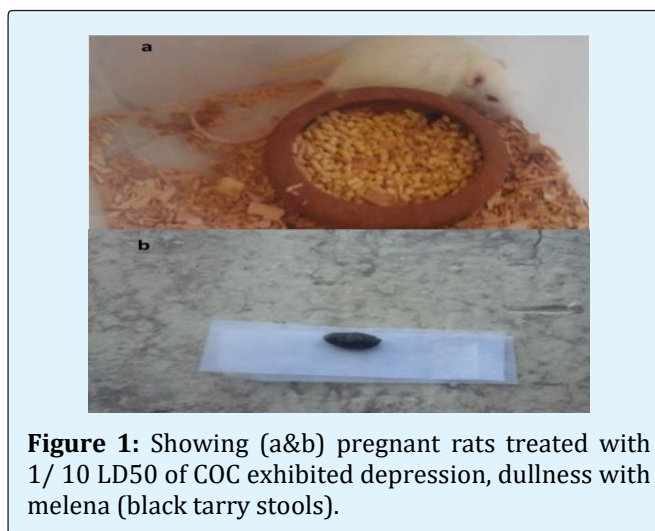 a
b
Figure 1: Showing (a&b) pregnant rats treated with
1/ 10 LD50 of COC exhibited depression, dullness with
melena (black tarry stools).